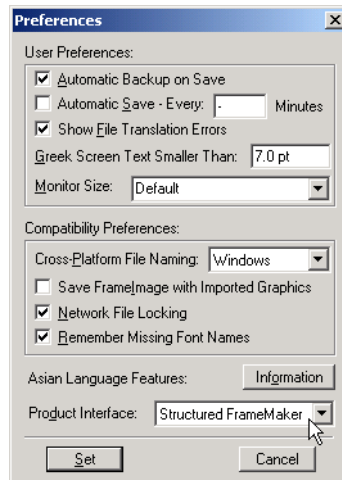 Preferences
User Preferences:
Automatic Backup on Save
Automatic Save - Every: - Minutes
Show File Translation Errors
Greek Screen Text Smaller Than: 7.0 pt
Monitor Size: Default
Compatibility Preferences:
Cross-Platform File Naming: Windows
Save FrameImage with Imported Graphics
Network File Locking
Remember Missing Font Names
Asian Language Features: Information
Product Interface: Structured FrameMaker
Set Cancel